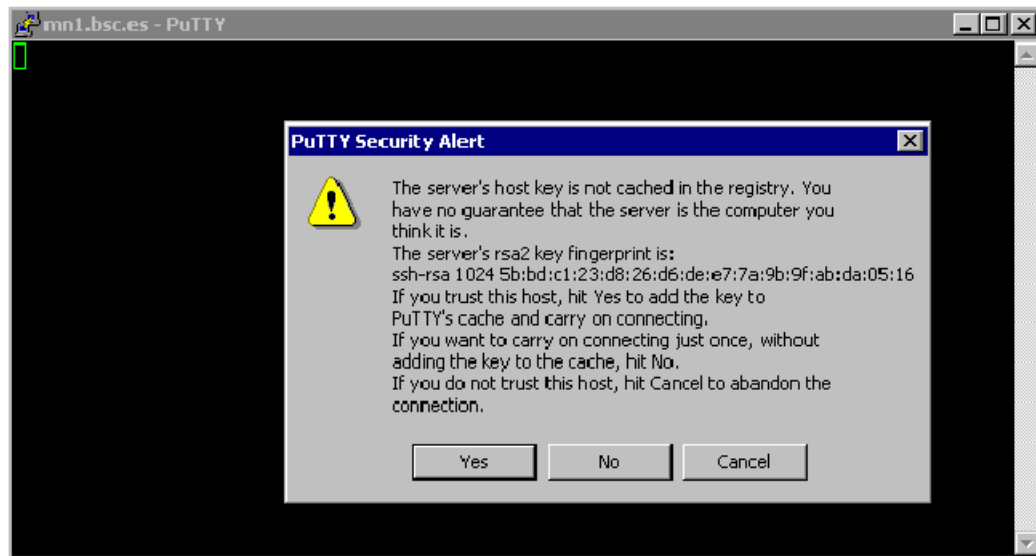 mn1.bsc.es - PuTTY
PuTTY Security Alert
The server's host key is not cached in the registry. You
have no guarantee that the server is the computer you
think it is.
The server's rsa2 key fingerprint is:
ssh-rsa 1024 5b:bd:c1:23:d8:26:d6:de:e7:7a:9b:9f:ab:da:05:16
If you trust this host, hit Yes to add the key to
PuTTY's cache and carry on connecting.
If you want to carry on connecting just once, without
adding the key to the cache, hit No.
If you do not trust this host, hit Cancel to abandon the
connection.
Yes No Cancel